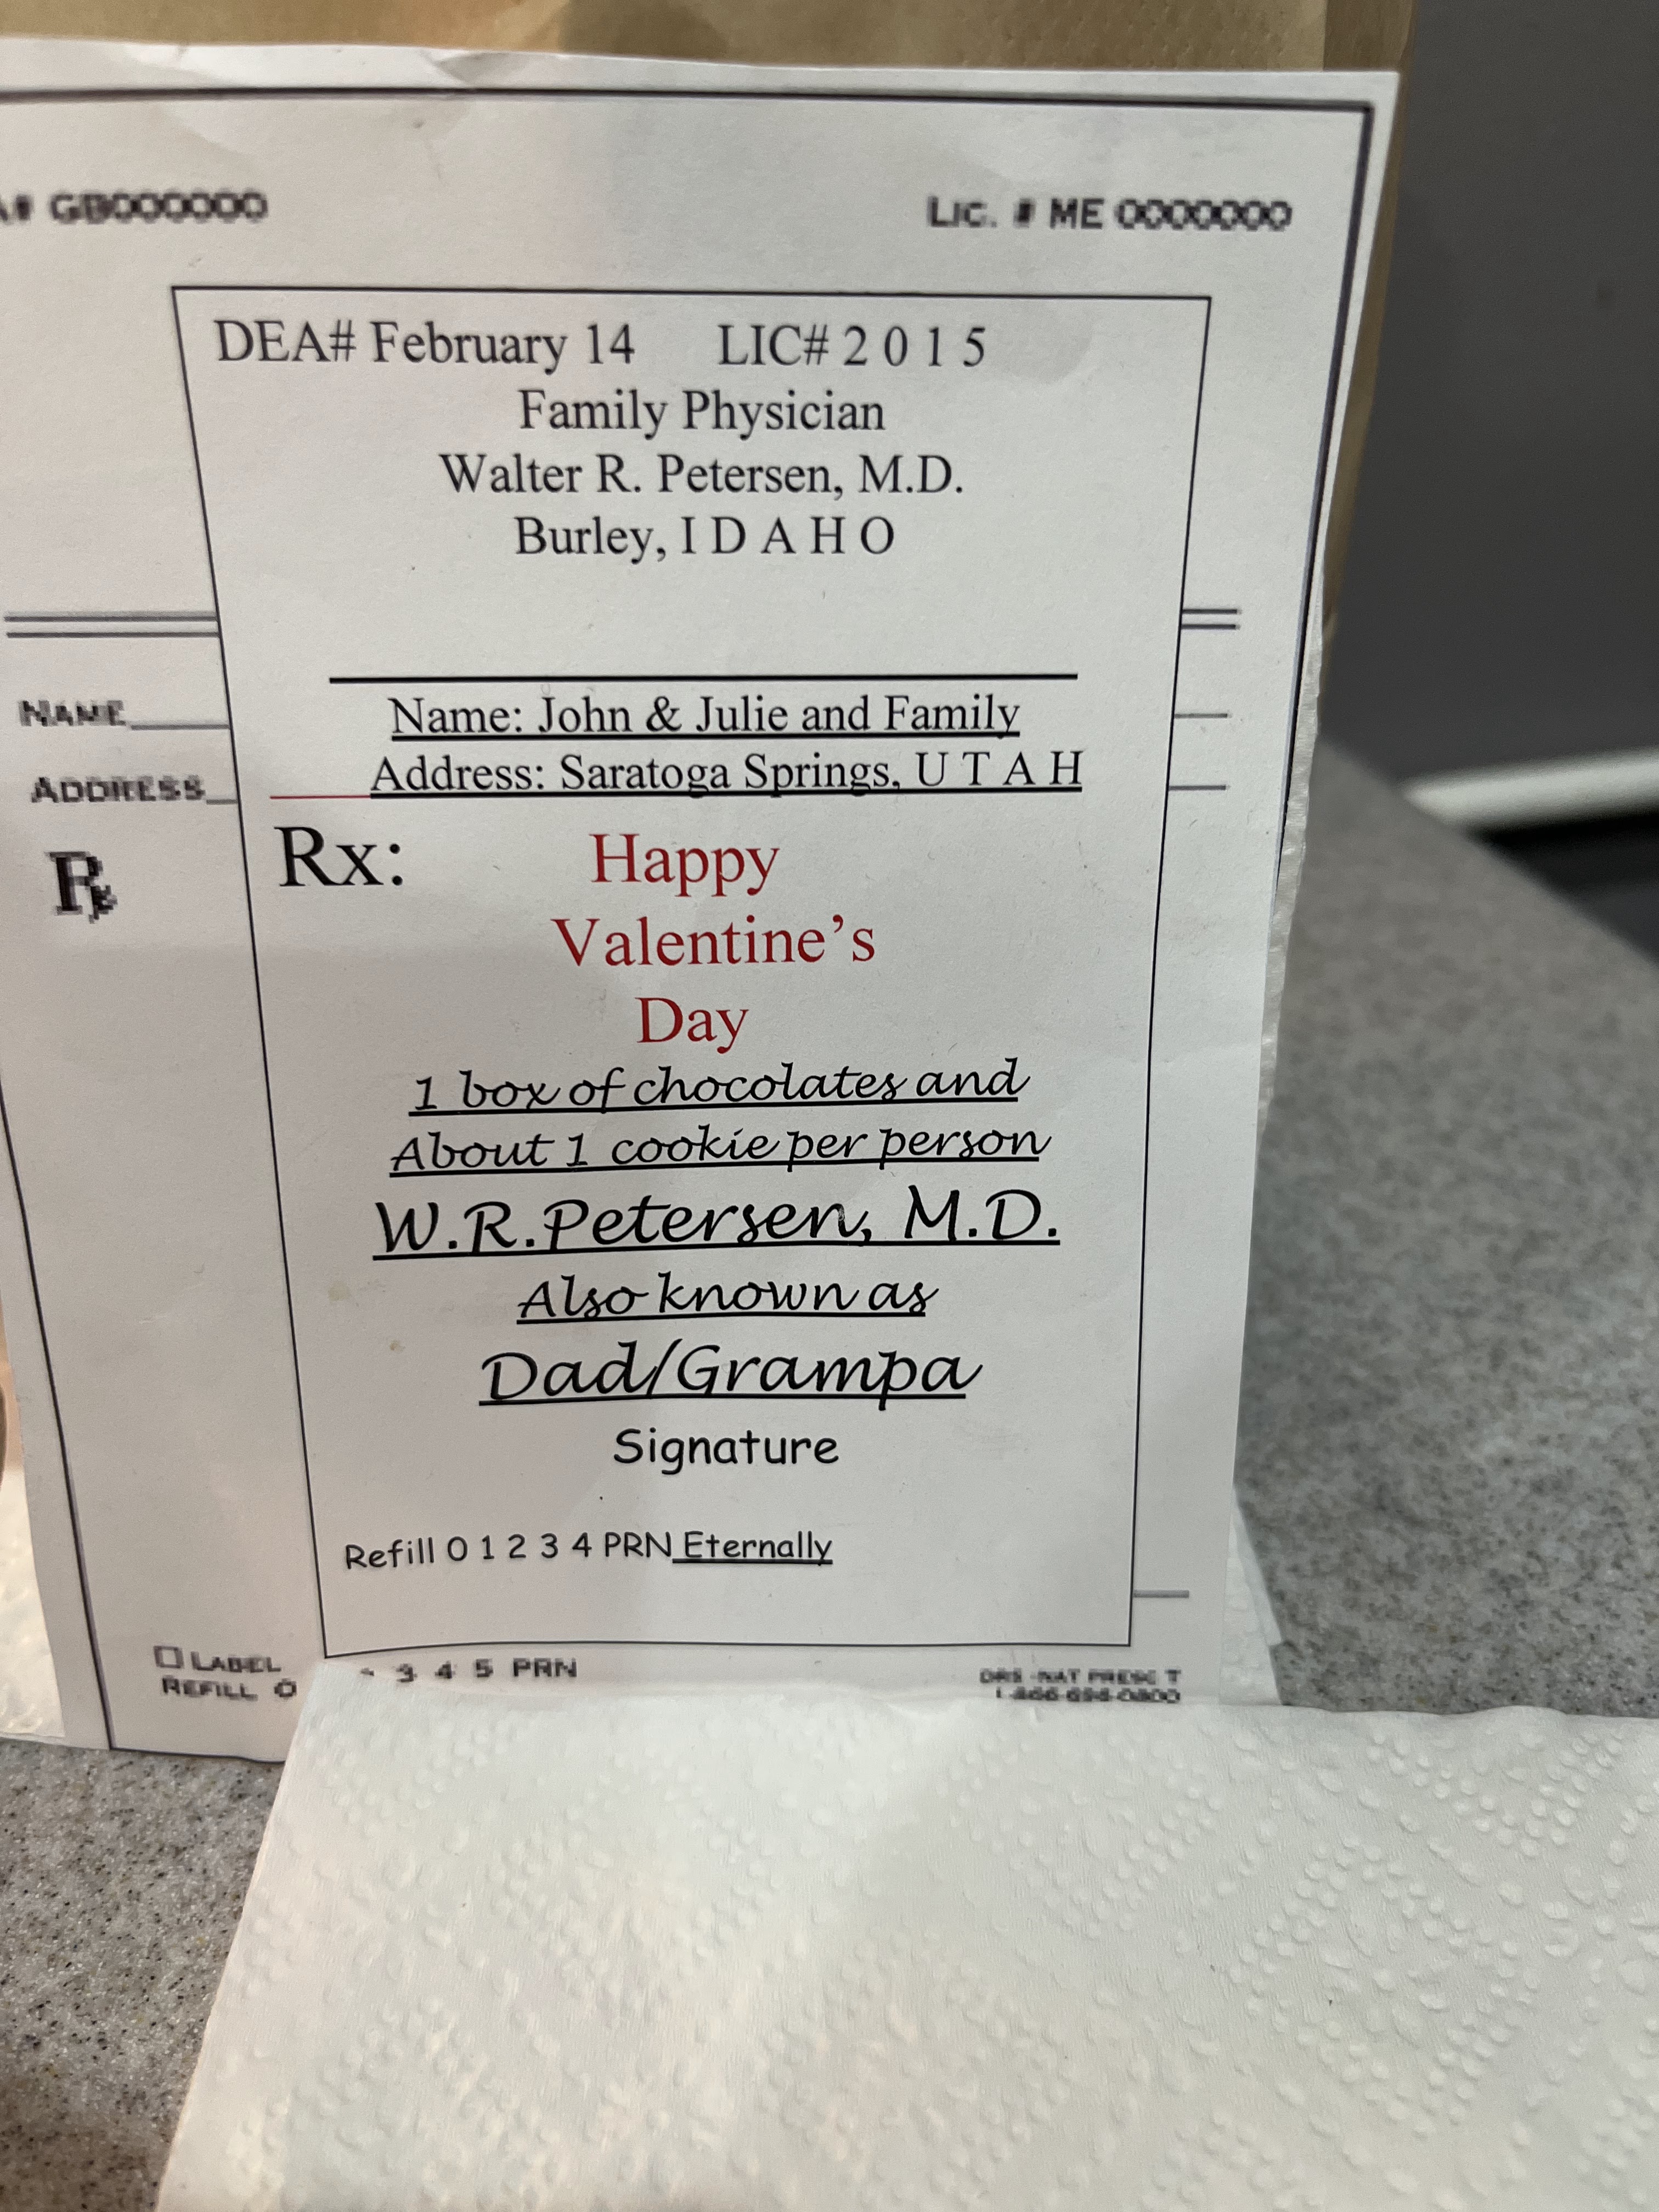 # GB000000
LIC. # ME 0000000
DEA# February 14 LIC# 2 0 1 5
Family Physician
Walter R. Petersen, M.D.
Burley, I D A H O
NAME
ADDRESS
Name: John & Julie and Family
Address: Saratoga Springs, U T A H
℞
Rx: Happy
Valentine's
Day
1 box of chocolates and
About 1 cookie per person
W.R.Petersen, M.D.
Also known as
Dad/Grampa
Signature
Refill 0 1 2 3 4 PRN Eternally
LABEL
REFILL 0
3 4 5 PRN